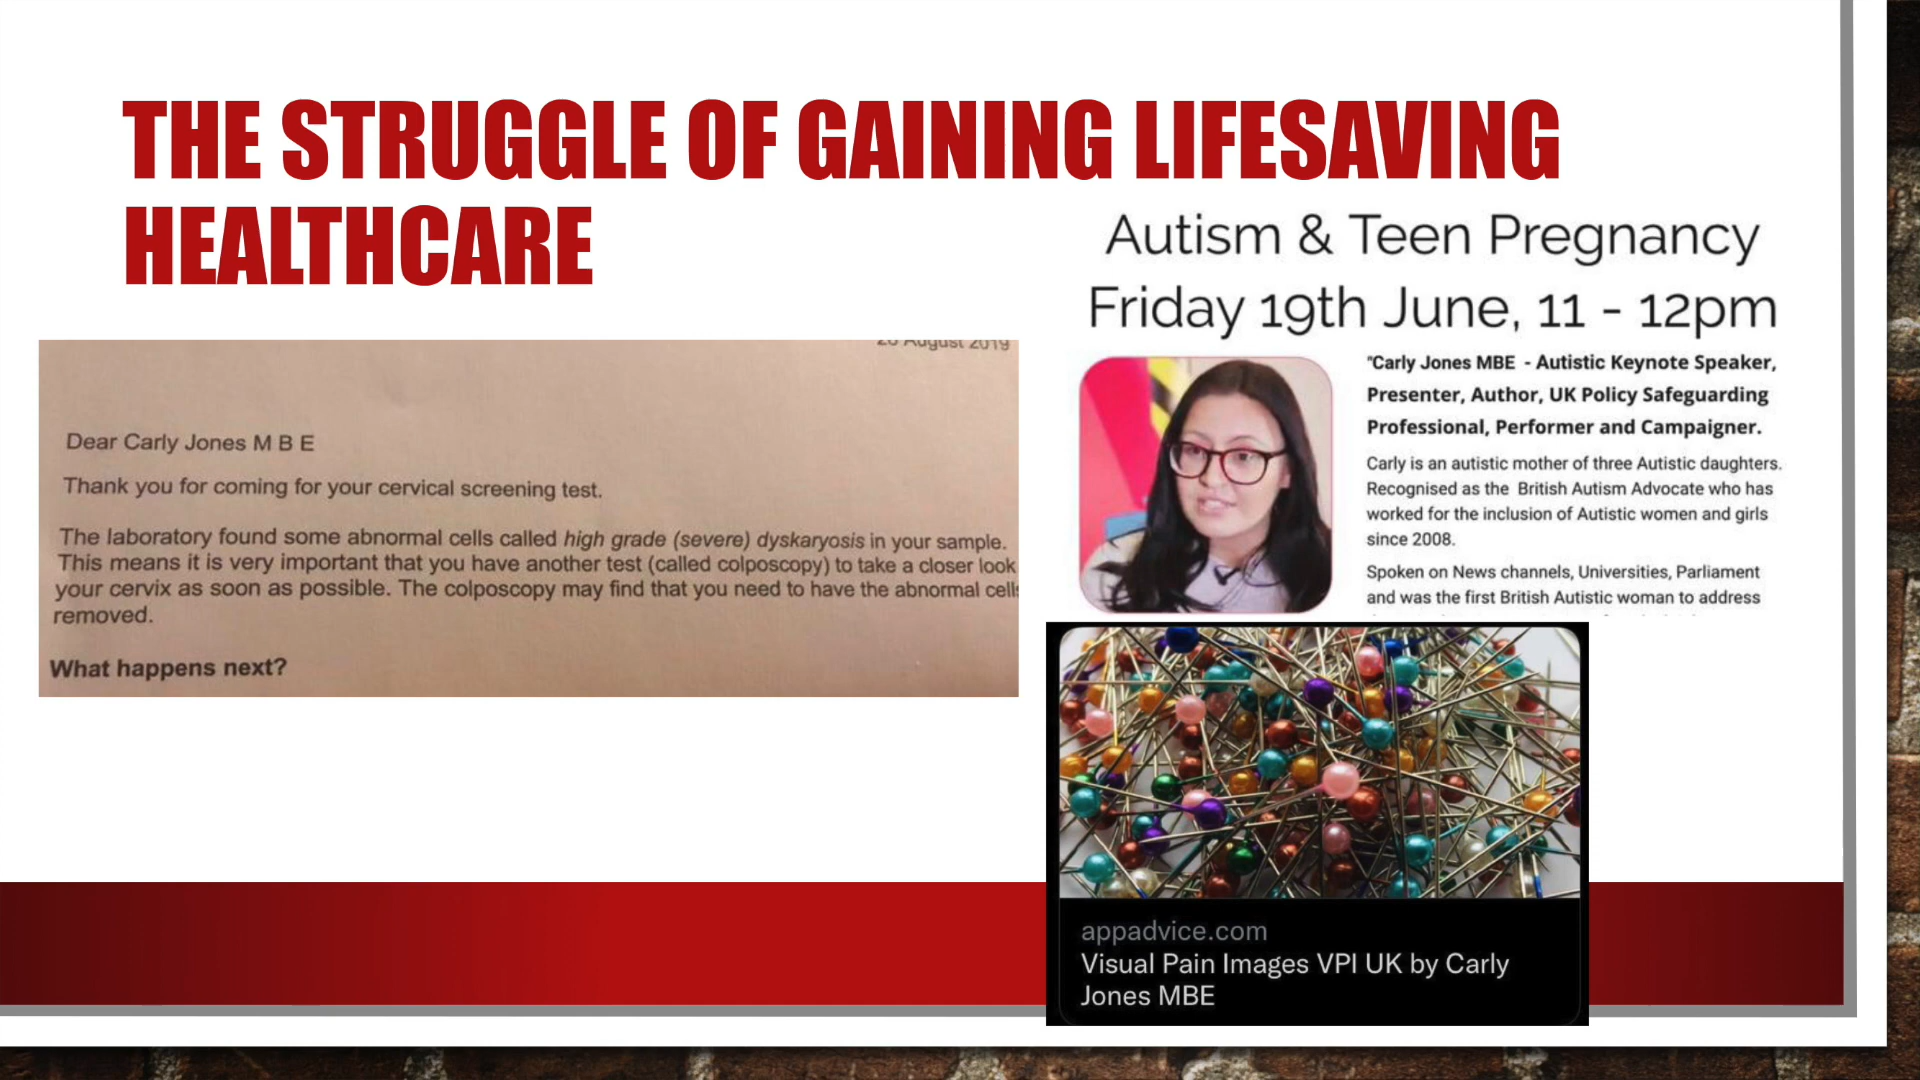 THE STRUGGLE OF GAINING LIFESAVING
HEALTHCARE
August 2019
Dear Carly Jones M B E
Thank you for coming for your cervical screening test.
The laboratory found some abnormal cells called high grade (severe) dyskaryosis in your sample.
This means it is very important that you have another test (called colposcopy) to take a closer look
your cervix as soon as possible. The colposcopy may find that you need to have the abnormal cells
removed.
What happens next?
Autism & Teen Pregnancy
Friday 19th June, 11 - 12pm
"Carly Jones MBE - Autistic Keynote Speaker,
Presenter, Author, UK Policy Safeguarding
Professional, Performer and Campaigner.
Carly is an autistic mother of three Autistic daughters.
Recognised as the British Autism Advocate who has
worked for the inclusion of Autistic women and girls
since 2008.
Spoken on News channels, Universities, Parliament
and was the first British Autistic woman to address
appadvice.com
Visual Pain Images VPI UK by Carly
Jones MBE